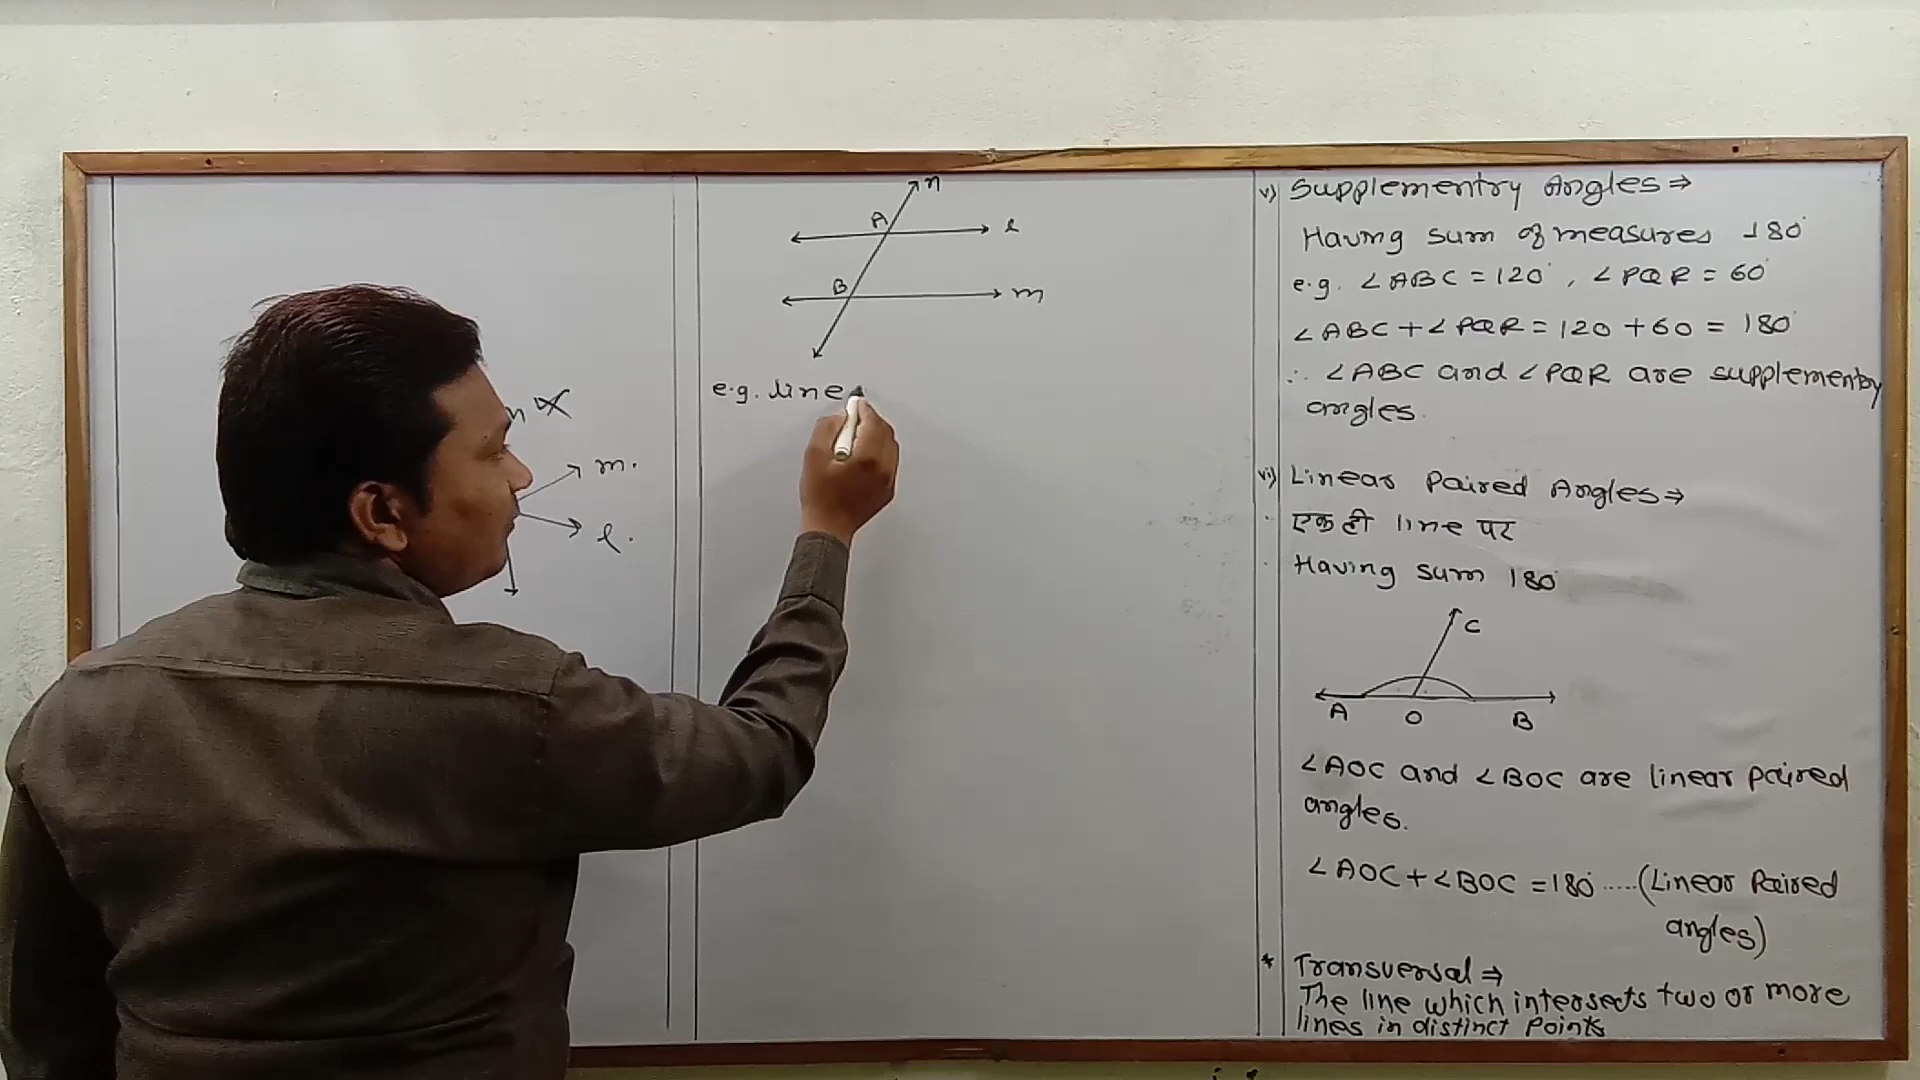 n
m.
l.
n
A
l
B
m
e.g. line
v) Supplementry Angles ⇒
Having sum of measures 180°
e.g. ∠ABC = 120°, ∠PQR = 60°
∠ABC + ∠PQR = 120 + 60 = 180°
∴ ∠ABC and ∠PQR are supplementry
angles.
vi) Linear Paired Angles ⇒
एक ही line पर
Having sum 180°
C
A O B
∠AOC and ∠BOC are linear paired
angles.
∠AOC + ∠BOC = 180° .....(Linear Paired
angles)
* Transversal ⇒
The line which intersects two or more
lines in distinct points